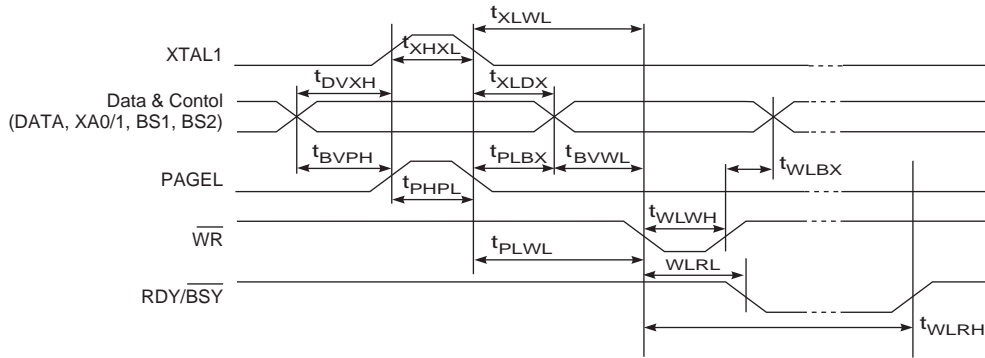 tXLWL
XTAL1
tXHXL
tDVXH
tXLDX
Data & Contol
(DATA, XA0/1, BS1, BS2)
tBVPH
tPLBX
tBVWL
tWLBX
PAGEL
tPHPL
tWLWH
WR
tPLWL
WLRL
RDY/BSY
tWLRH